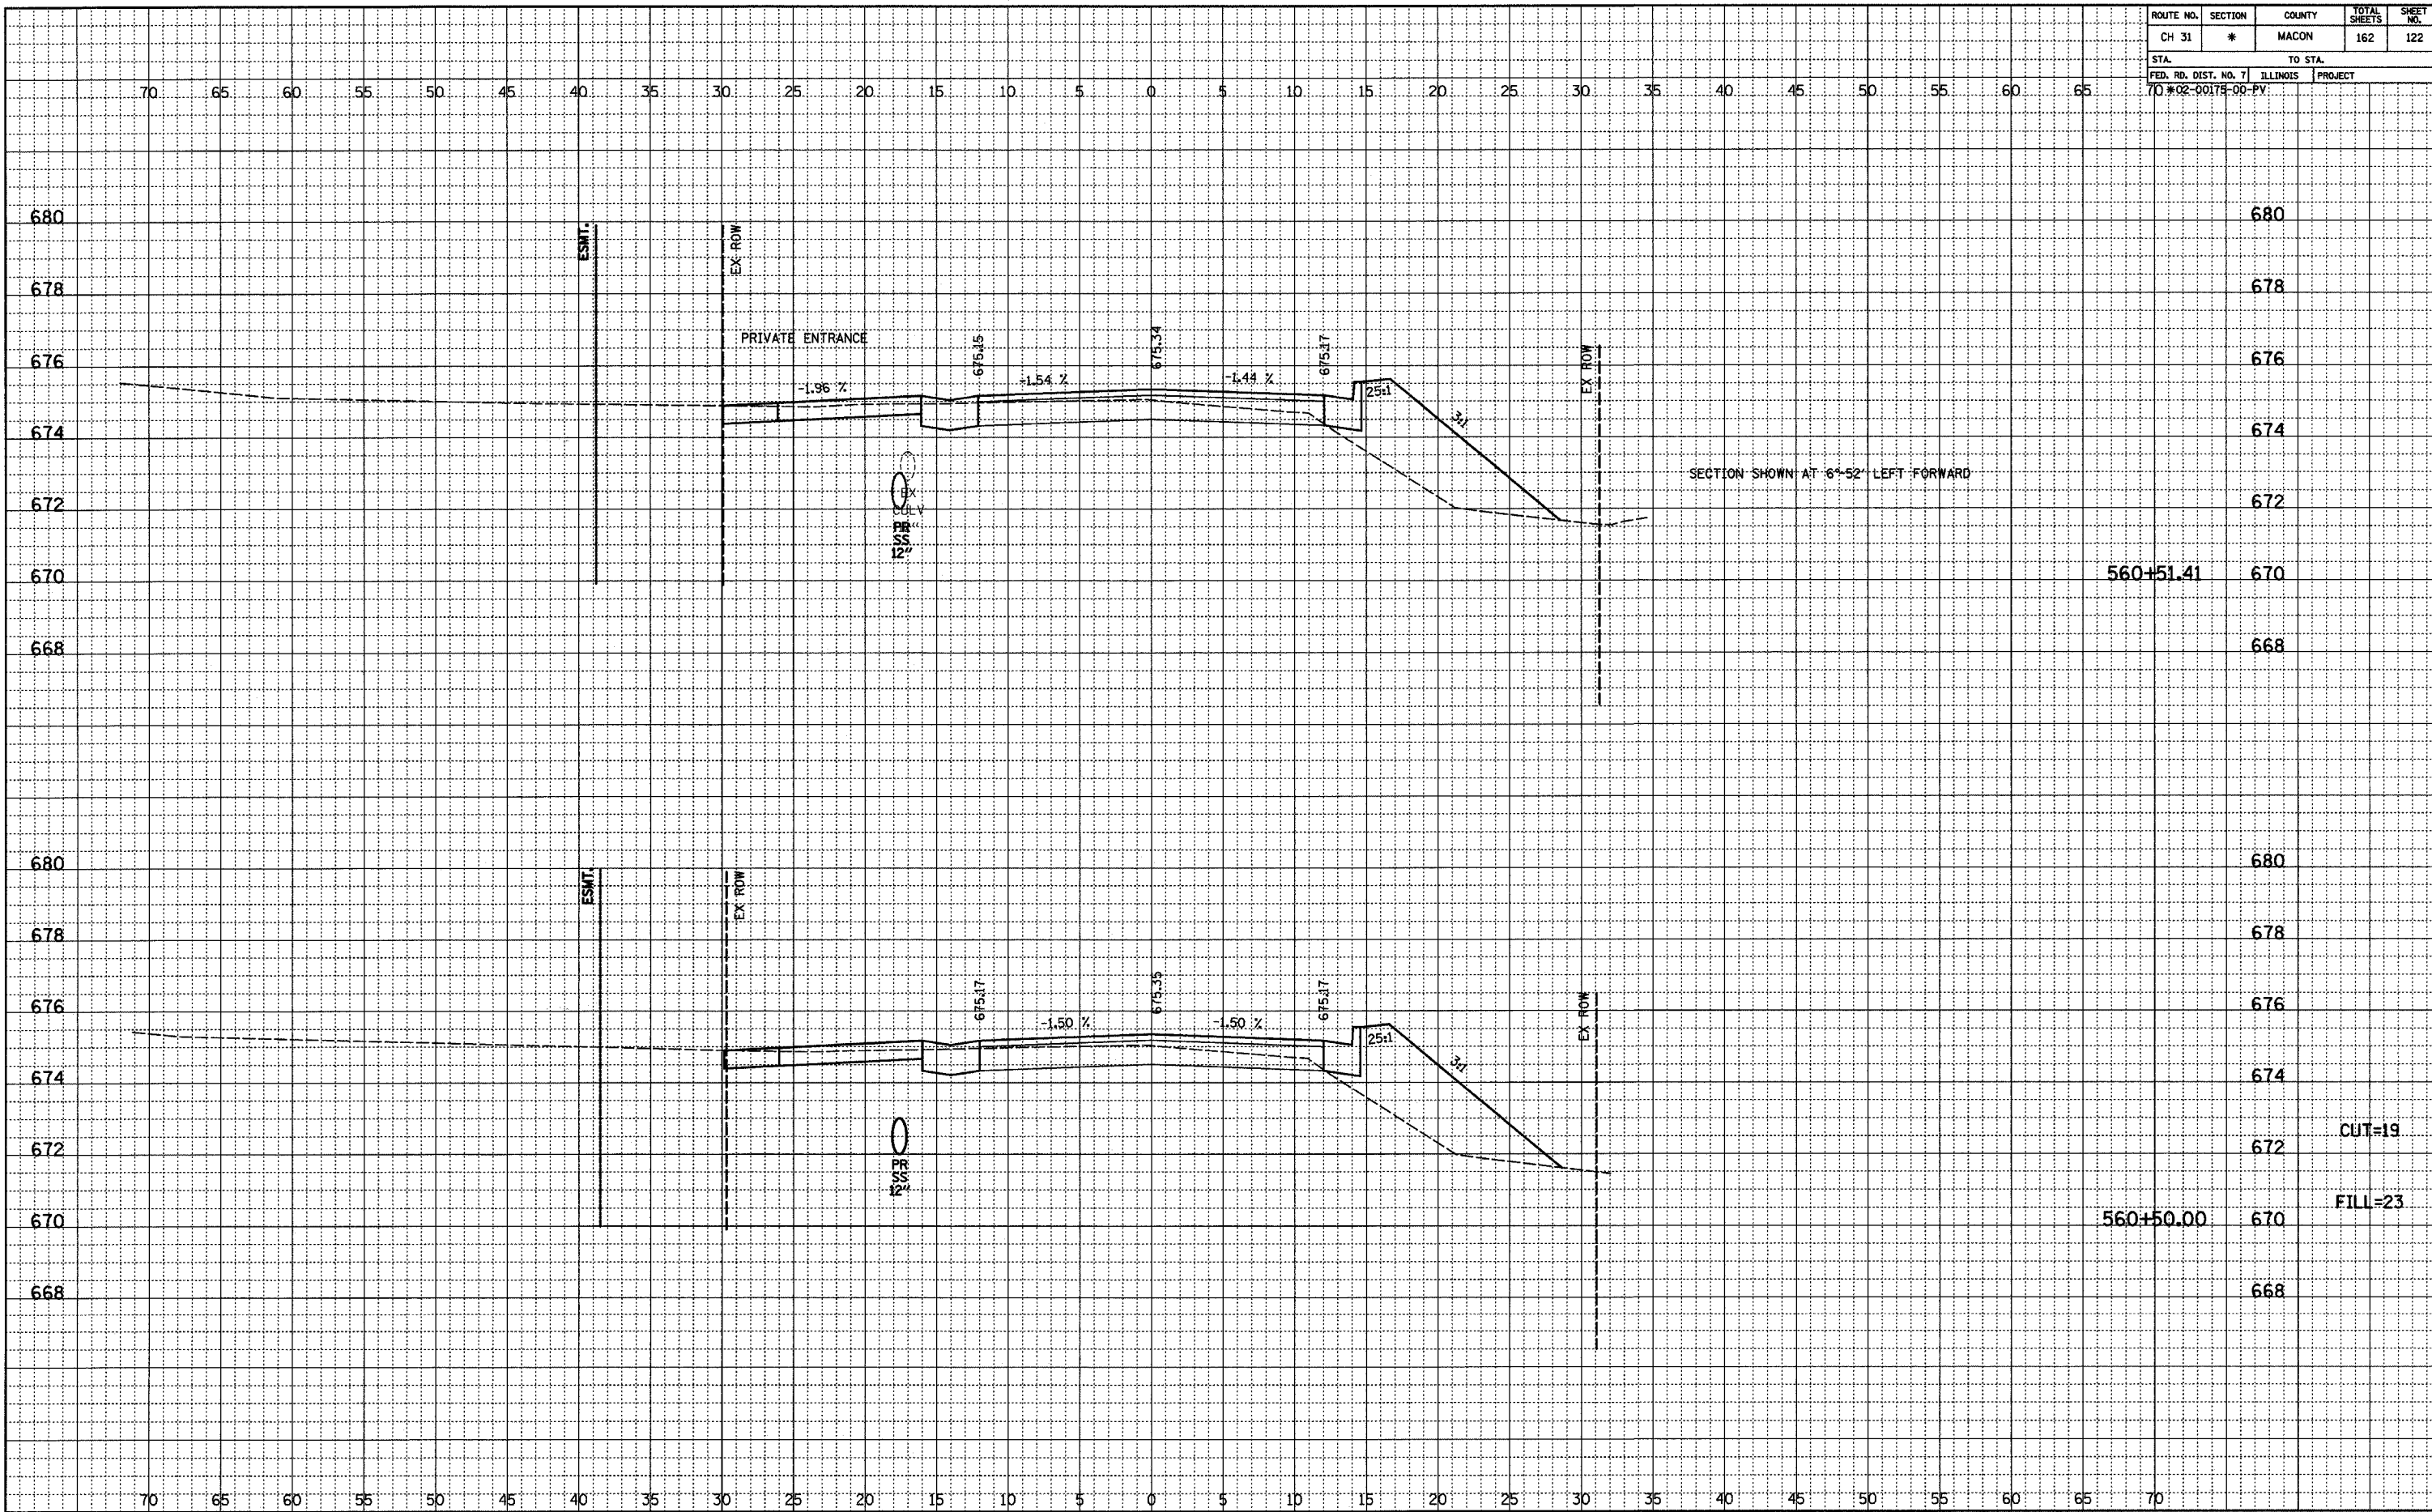 ROUTE NO. SECTION COUNTY TOTAL SHEETS SHEET NO.
CH 31 * MACON 162 122
STA. TO STA.
FED. RD. DIST. NO. 7 ILLINOIS PROJECT
*02-00175-00-PV
70 65 60 55 50 45 40 35 30 25 20 15 10 5 0 5 10 15 20 25 30 35 40 45 50 55 60 65 70
680 680
ESMT.
EX ROW
678 678
PRIVATE ENTRANCE
675.15
675.34
675.17
EX ROW
676 676
-1.96 %
-1.54 %
-1.44 %
25:1
3:1
674 674
SECTION SHOWN AT 6°-52' LEFT FORWARD
EX
CULV
672 672
PR
SS
12"
560+51.41
670 670
668 668
680 680
ESMT.
EX ROW
678 678
675.17
675.35
675.17
EX ROW
676 676
-1.50 %
-1.50 %
25:1
3:1
674 674
CUT=19
672 672
PR
SS
12"
FILL=23
560+50.00
670 670
668 668
70 65 60 55 50 45 40 35 30 25 20 15 10 5 0 5 10 15 20 25 30 35 40 45 50 55 60 65 70